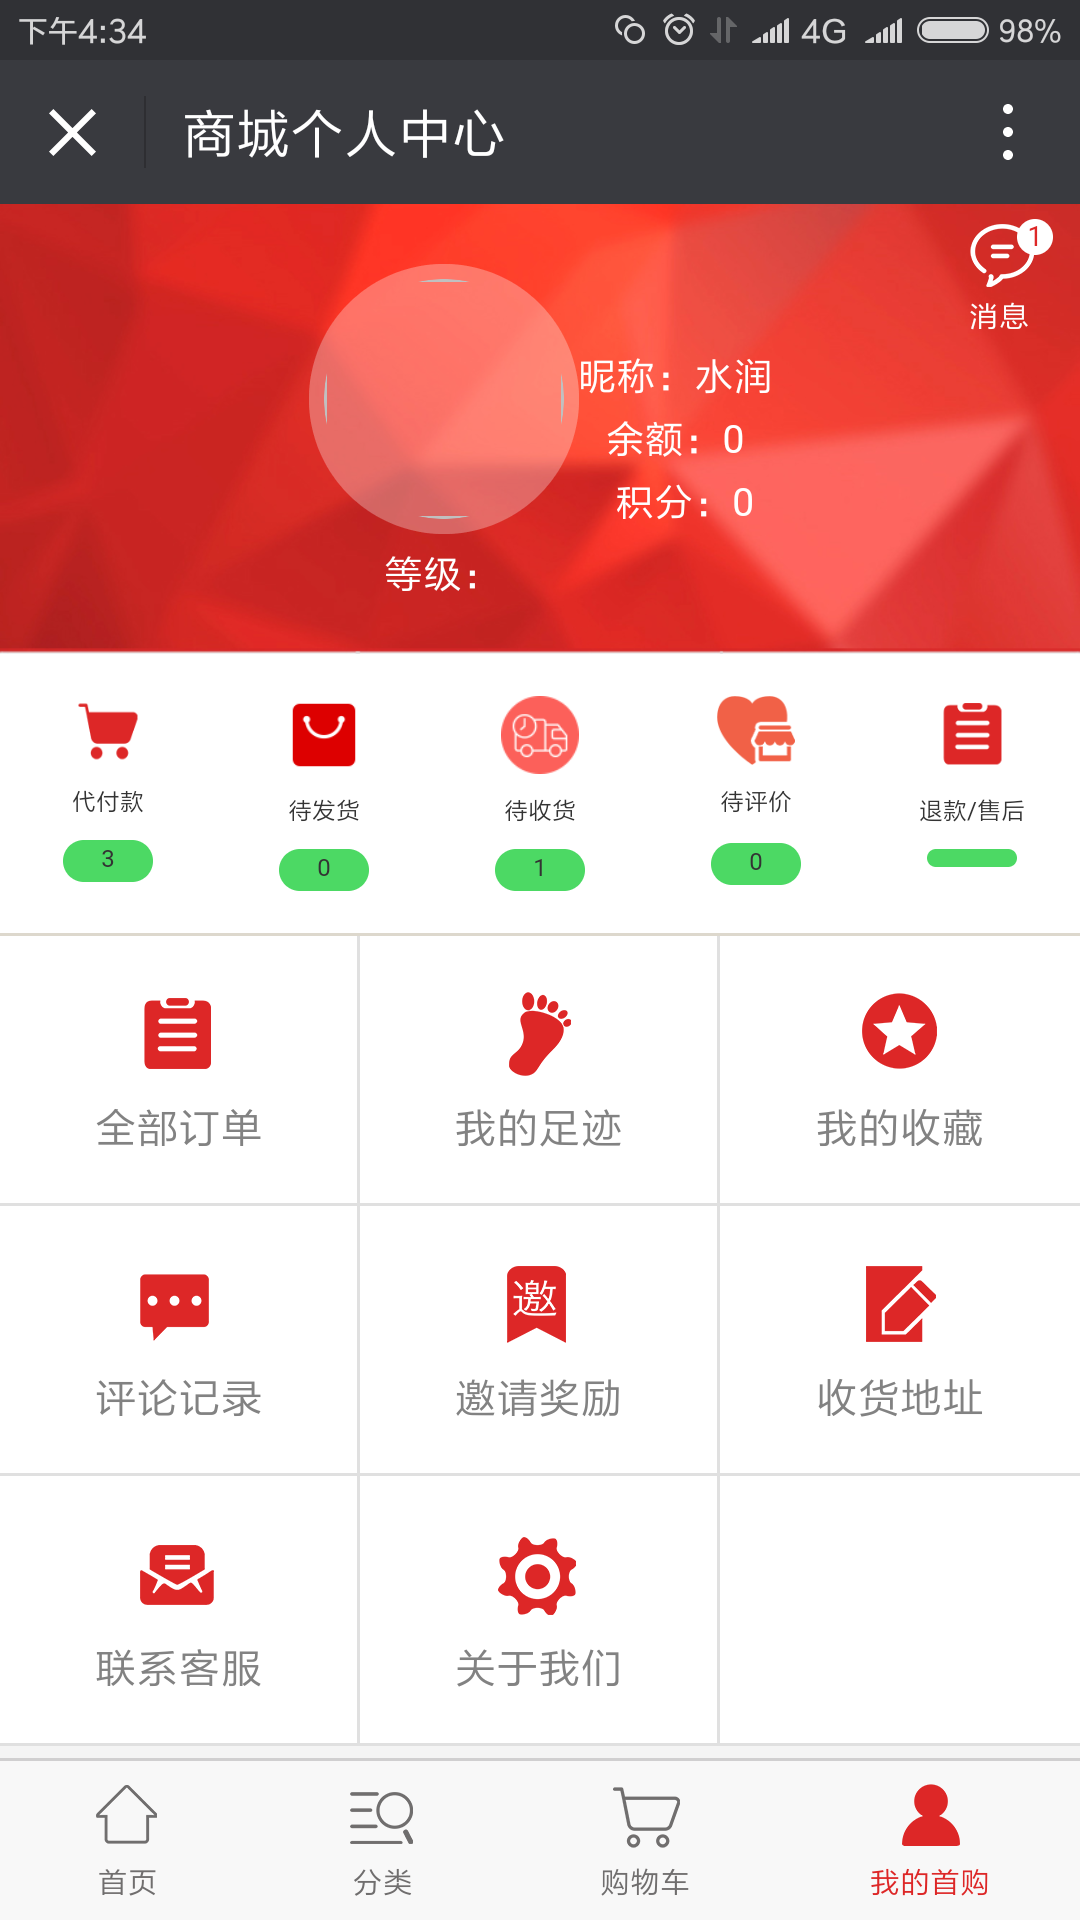 下午4:34 4G 98%
商城个人中心
1
消息
昵称：水润
余额：0
积分：0
等级：
代付款 待发货 待收货 待评价 退款/售后
3 0 1 0
全部订单 我的足迹 我的收藏
邀
评论记录 邀请奖励 收货地址
联系客服 关于我们
首页 分类 购物车 我的首购